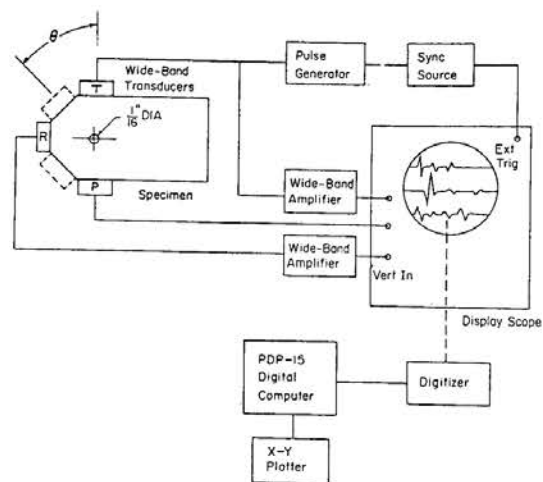 θ
Wide-Band
Transducers
T
R
P
1/16" DIA
Specimen
Pulse
Generator
Sync
Source
Ext
Trig
Wide-Band
Amplifier
Wide-Band
Amplifier
Vert In
Display Scope
PDP-15
Digital
Computer
Digitizer
X-Y
Plotter